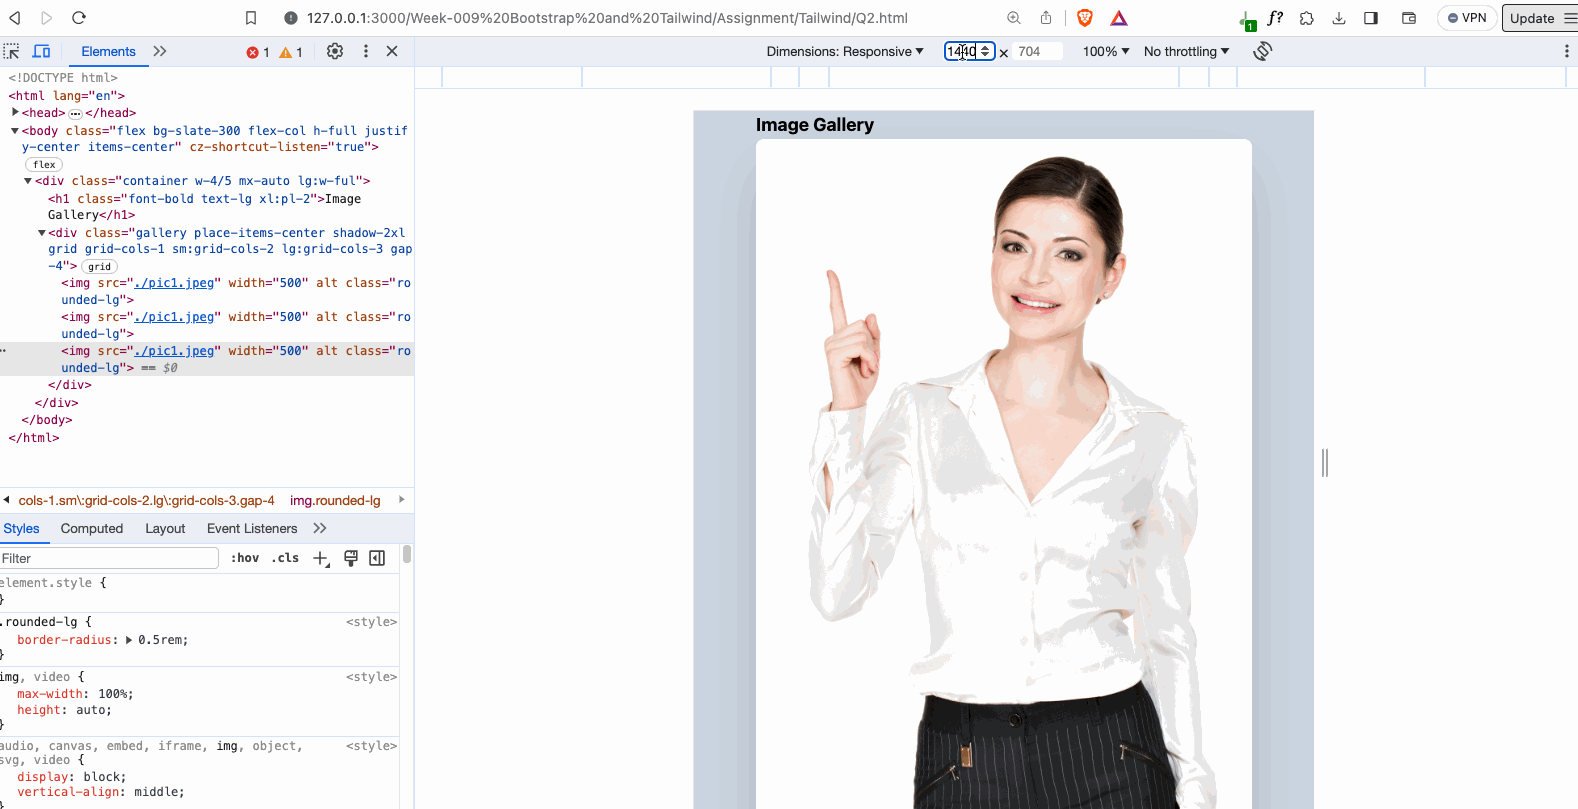 127.0.0.1:3000/Week-009%20Bootstrap%20and%20Tailwind/Assignment/Tailwind/Q2.html
1
f?
VPN
Update
Elements
1
1
Dimensions: Responsive
1440
×
704
100%
No throttling
<!DOCTYPE html>
<html lang="en">
<head> ⋯ </head>
<body class="flex bg-slate-300 flex-col h-full justif
y-center items-center" cz-shortcut-listen="true">
flex
<div class="container w-4/5 mx-auto lg:w-ful">
<h1 class="font-bold text-lg xl:pl-2">Image
Gallery</h1>
<div class="gallery place-items-center shadow-2xl
grid grid-cols-1 sm:grid-cols-2 lg:grid-cols-3 gap
-4"> grid
<img src="./pic1.jpeg" width="500" alt class="ro
unded-lg">
<img src="./pic1.jpeg" width="500" alt class="ro
unded-lg">
<img src="./pic1.jpeg" width="500" alt class="ro
unded-lg"> == $0
</div>
</div>
</body>
</html>
cols-1.sm\:grid-cols-2.lg\:grid-cols-3.gap-4 img.rounded-lg
Styles Computed Layout Event Listeners
Filter
:hov .cls
element.style {
}
.rounded-lg { <style>
border-radius: 0.5rem;
}
img, video { <style>
max-width: 100%;
height: auto;
}
audio, canvas, embed, iframe, img, object, <style>
svg, video {
display: block;
vertical-align: middle;
}
Image Gallery